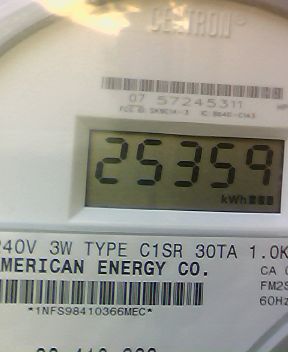 CENTRON®
07 57245311
25359
kWh
240V 3W TYPE C1SR 30TA 1.0K
AMERICAN ENERGY CO.
CA
FM2S
60Hz
*1NFS98410366MEC*